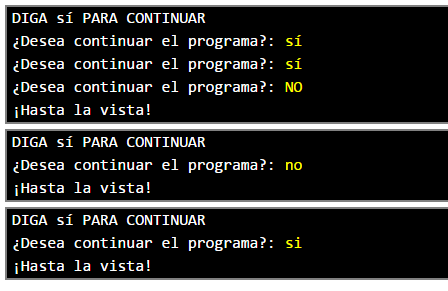 DIGA sí PARA CONTINUAR
¿Desea continuar el programa?: sí
¿Desea continuar el programa?: sí
¿Desea continuar el programa?: NO
¡Hasta la vista!
DIGA sí PARA CONTINUAR
¿Desea continuar el programa?: no
¡Hasta la vista!
DIGA sí PARA CONTINUAR
¿Desea continuar el programa?: si
¡Hasta la vista!